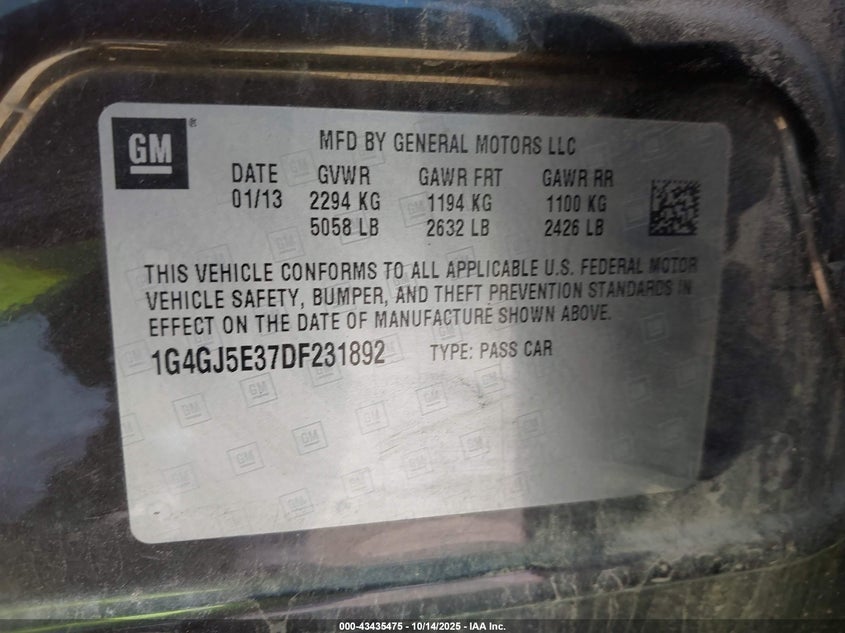 GM ®
MFD BY GENERAL MOTORS LLC
DATE GVWR GAWR FRT GAWR RR
01/13 2294 KG 1194 KG 1100 KG
5058 LB 2632 LB 2426 LB
THIS VEHICLE CONFORMS TO ALL APPLICABLE U.S. FEDERAL MOTOR
VEHICLE SAFETY, BUMPER, AND THEFT PREVENTION STANDARDS IN
EFFECT ON THE DATE OF MANUFACTURE SHOWN ABOVE.
1G4GJ5E37DF231892 TYPE: PASS CAR
000-43435475 - 10/14/2025 - IAA Inc.